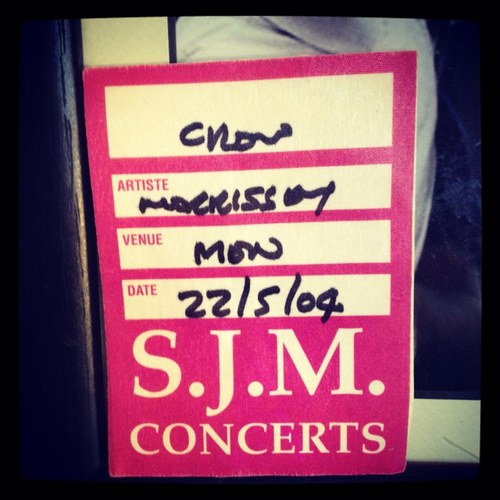 CREW
ARTISTE
MORRISSEY
VENUE
MEN
DATE
22/5/04
S.J.M.
CONCERTS